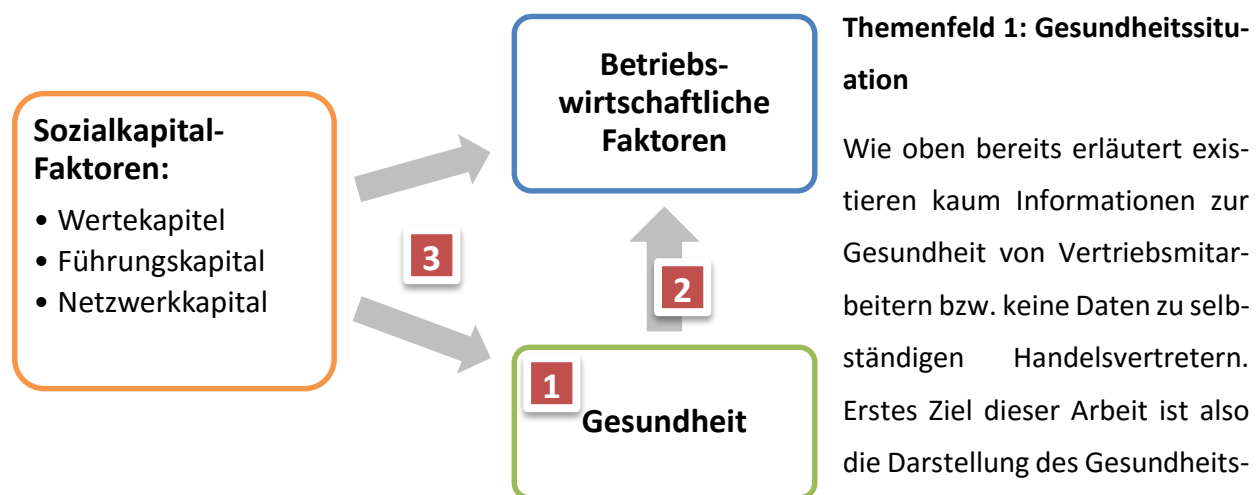 Sozialkapital-
Faktoren:
• Wertekapitel
• Führungskapital
• Netzwerkkapital
Betriebs-
wirtschaftliche
Faktoren
3
2
1
Gesundheit
Themenfeld 1: Gesundheitssitu-
ation
Wie oben bereits erläutert exis-
tieren kaum Informationen zur
Gesundheit von Vertriebsmitar-
beitern bzw. keine Daten zu selb-
ständigen Handelsvertretern.
Erstes Ziel dieser Arbeit ist also
die Darstellung des Gesundheits-